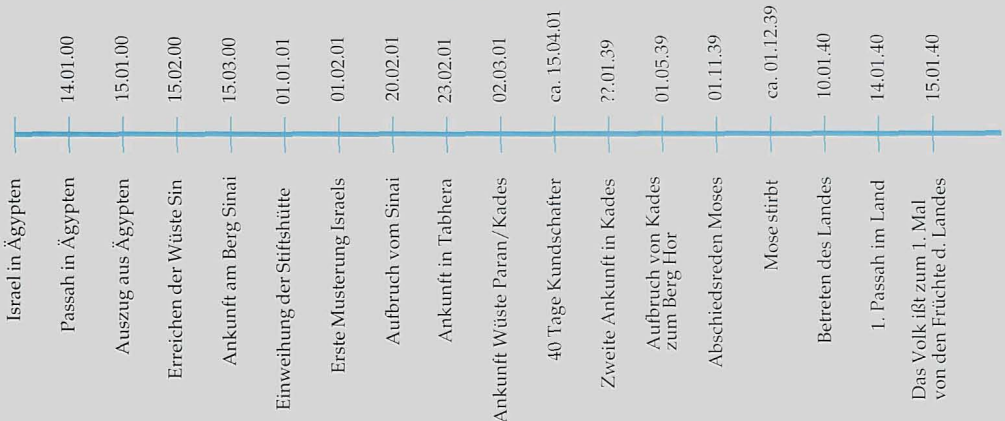 Israel in Ägypten
14.01.00
Passah in Ägypten
15.01.00
Auszug aus Ägypten
15.02.00
Erreichen der Wüste Sin
15.03.00
Ankunft am Berg Sinai
01.01.01
Einweihung der Stiftshütte
01.02.01
Erste Musterung Israels
20.02.01
Aufbruch vom Sinai
23.02.01
Ankunft in Tabhera
02.03.01
Ankunft Wüste Paran/Kades
ca. 15.04.01
40 Tage Kundschafter
??.01.39
Zweite Ankunft in Kades
01.05.39
Aufbruch von Kades
zum Berg Hor
01.11.39
Abschiedsreden Moses
ca. 01.12.39
Mose stirbt
10.01.40
Betreten des Landes
14.01.40
1. Passah im Land
15.01.40
Das Volk ißt zum 1. Mal
von den Früchte d. Landes